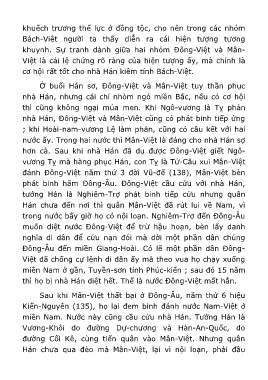 khuếch trương thế lực ở đồng tộc, cho nên trong các nhóm
Bách-Việt người ta thấy diễn ra cái hiện tượng tương
khuynh. Sự tranh dành giữa hai nhóm Đông-Việt và Mân-
Việt là cái lệ chứng rõ ràng của hiện tượng ấy, mà chính là
cơ hội rất tốt cho nhà Hán kiêm tính Bách-Việt.
Ở buổi Hán sơ, Đông-Việt và Mân-Việt tuy thần phục
nhà Hán, nhưng cái chí nhòm ngó miền Bắc, nếu có cơ hội
thì cũng không ngại múa men. Khi Ngô-vương là Tỵ phản
nhà Hán, Đông-Việt và Mân-Việt cũng có phát binh tiếp ứng
; khi Hoài-nam-vương Lệ làm phản, cũng có câu kết với hai
nước ấy. Trong hai nước thì Mân-Việt là đáng cho nhà Hán sợ
hơn cả. Sau khi nhà Hán đã dụ được Đông-Việt giết Ngô-
vương Tỵ mà hàng phục Hán, con Tỵ là Tử-Câu xui Mân-Việt
đánh Đông-Việt năm thứ 3 đời Vũ-đế (138), Mân-Việt bèn
phát binh hãm Đông-Âu. Đông-Việt cầu cứu với nhà Hán,
tướng Hán là Nghiêm-Trợ phát binh tiếp cứu nhưng quân
Hán chưa đến nơi thì quân Mân-Việt đã rút lui về Nam, vì
trong nước bấy giờ họ có nội loạn. Nghiêm-Trợ đến Đông-Âu
muốn diệt nước Đông-Việt để trừ hậu hoạn, bèn lấy danh
nghĩa di dân để cứu nạn đói mà dời một phần dân chúng
Đông-Âu đến miền Giang-Hoài. Có lẽ một phần dân Đông-
Việt đã chống cự lệnh di dân ấy mà theo vua họ chạy xuống
miền Nam ở gần, Tuyền-sơn tỉnh Phúc-kiến ; sau đó 15 năm
thì họ bị nhà Hán diệt hết. Thế là nước Đông-Việt mất hẳn.
Sau khi Mân-Việt thất bại ở Đông-Âu, năm thứ 6 hiệu
Kiến-Nguyên (135), họ lại đem binh đánh nước Nam-Việt ở
miền Nam. Nước này cũng cầu cứu nhà Hán. Tướng Hán là
Vương-Khôi do đường Dự-chương và Hàn-An-Quốc, do
đường Cối Kê, cùng tiến quân vào Mân-Việt. Nhưng quân
Hán chưa qua đèo mà Mân-Việt, lại vì nội loạn, phải đầu